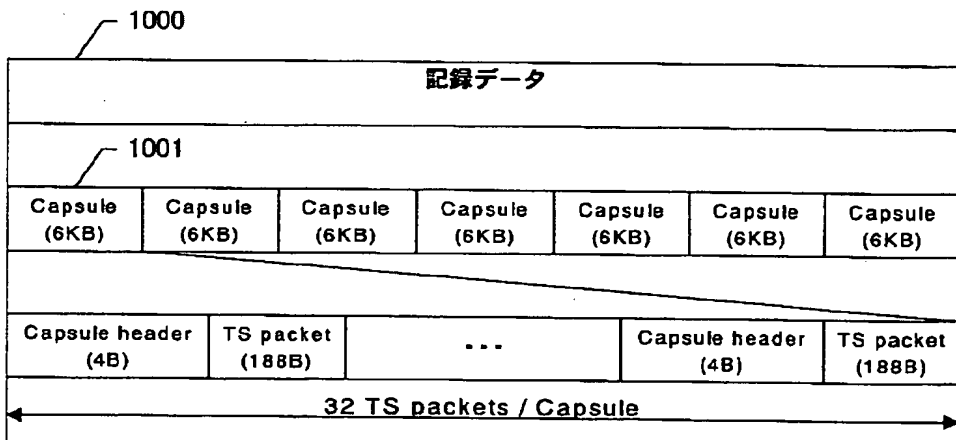 1000
記録データ
1001
Capsule
(6KB)
Capsule
(6KB)
Capsule
(6KB)
Capsule
(6KB)
Capsule
(6KB)
Capsule
(6KB)
Capsule
(6KB)
Capsule header
(4B)
TS packet
(188B)
...
Capsule header
(4B)
TS packet
(188B)
32 TS packets / Capsule